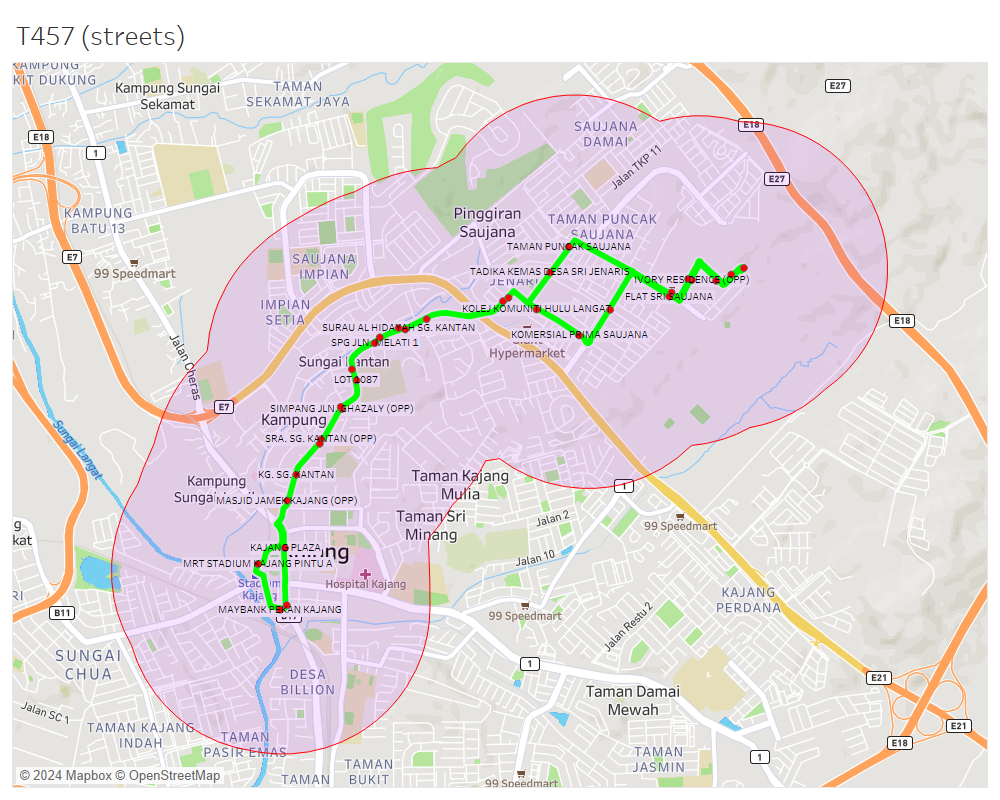 T457 (streets)
KAMPUNG
KIT DUKUNG
Kampung Sungai
Sekamat
TAMAN
SEKAMAT JAYA
E27
E18
1
SAUJANA
DAMAI
E18
Jalan TKP 11
E27
KAMPUNG
BATU 13
Pinggiran
Saujana
TAMAN PUNCAK
SAUJANA
TAMAN PUNCAK SAUJANA
E7
99 Speedmart
SAUJANA
IMPIAN
TADIKA KEMAS DESA SRI JENARIS
JENARI
IVORY RESIDENCE (OPP)
FLAT SRI SAUJANA
IMPIAN
SETIA
KOLEJ KOMUNITI HULU LANGAT
E18
SURAU AL HIDAYAH SG. KANTAN
KOMERSIAL PRIMA SAUJANA
SPG JLN. MELATI 1
Hypermarket
Jalan Cheras
Sungai Kantan
LOT 1087
E7
SIMPANG JLN. GHAZALY (OPP)
Kampung
Sungai Langat
SRA. SG. KANTAN (OPP)
KG. SG. KANTAN
Taman Kajang
Mulia
Kampung
1
MASJID JAMEK KAJANG (OPP)
Taman Sri
Minang
Jalan 2
99 Speedmart
g
kat
KAJANG PLAZA
Jalan 10
MRT STADIUM KAJANG PINTU A
Stadium
Kajang
Hospital Kajang
RI
B11
MAYBANK PEKAN KAJANG
99 Speedmart
KAJANG
PERDANA
Jalan Restu 2
SUNGAI
CHUA
1
DESA
BILLION
E21
Taman Damai
Mewah
Jalan SC 1
TAMAN KAJANG
INDAH
TAMAN
PASIR EMAS
E21
E18
TAMAN
JASMIN
1
TAMAN
BUKIT
TAMAN
99 Speedmart
© 2024 Mapbox © OpenStreetMap